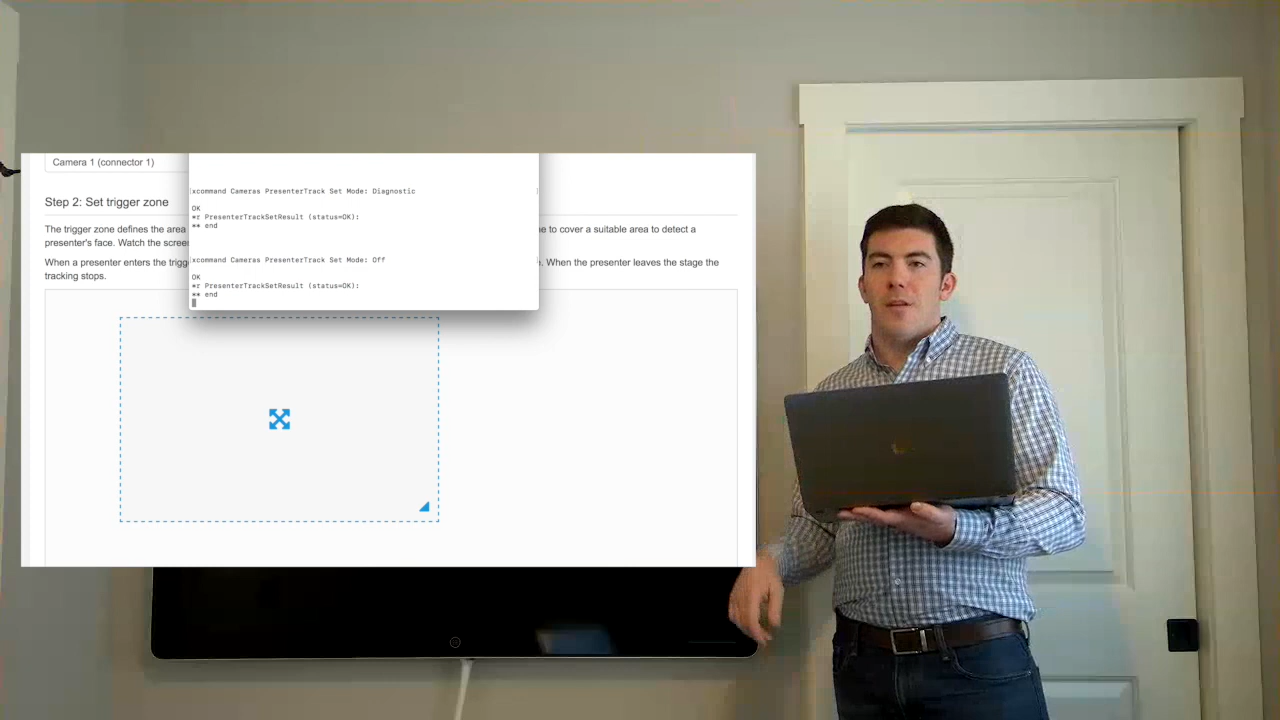 Camera 1 (connector 1)
xcommand Cameras PresenterTrack Set Mode: Diagnostic
Step 2: Set trigger zone
OK
*r PresenterTrackSetResult (status=OK):
** end
The trigger zone defines the area
ne to cover a suitable area to detect a
presenter's face. Watch the scree
xcommand Cameras PresenterTrack Set Mode: Off
When a presenter enters the trigg
. When the presenter leaves the stage the
tracking stops.
OK
*r PresenterTrackSetResult (status=OK):
** end